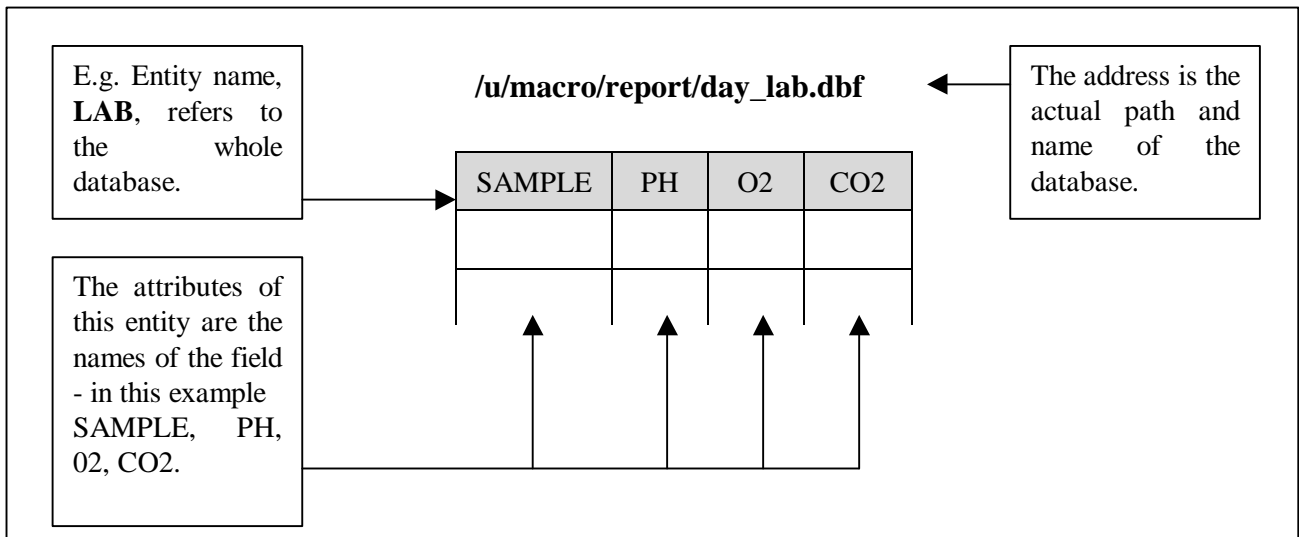 E.g. Entity name,
LAB, refers to
the whole
database.
/u/macro/report/day_lab.dbf
The address is the
actual path and
name of the
database.
SAMPLE PH O2 CO2
The attributes of
this entity are the
names of the field
- in this example
SAMPLE, PH,
02, CO2.